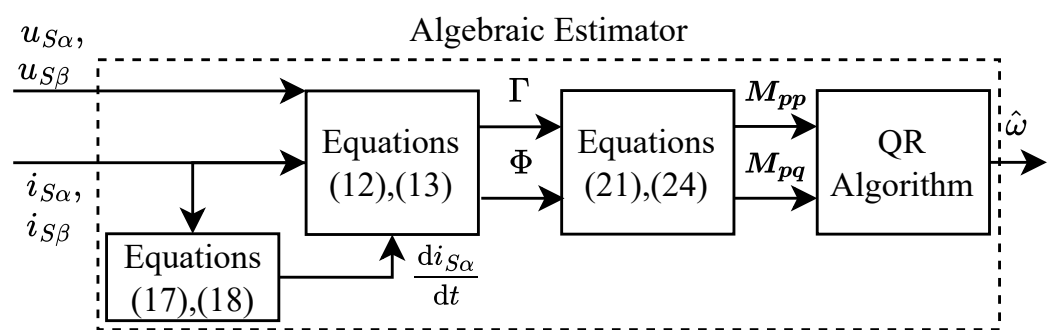 Algebraic Estimator
u_{Sα},
u_{Sβ}
i_{Sα},
i_{Sβ}
Equations
(17),(18)
Equations
(12),(13)
di_{Sα}
dt
Γ
Φ
Equations
(21),(24)
M_{pp}
M_{pq}
QR
Algorithm
ω̂